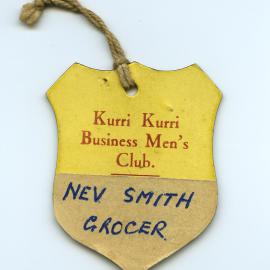 Kurri Kurri
Business Men's
Club.
NEV SMITH
GROCER